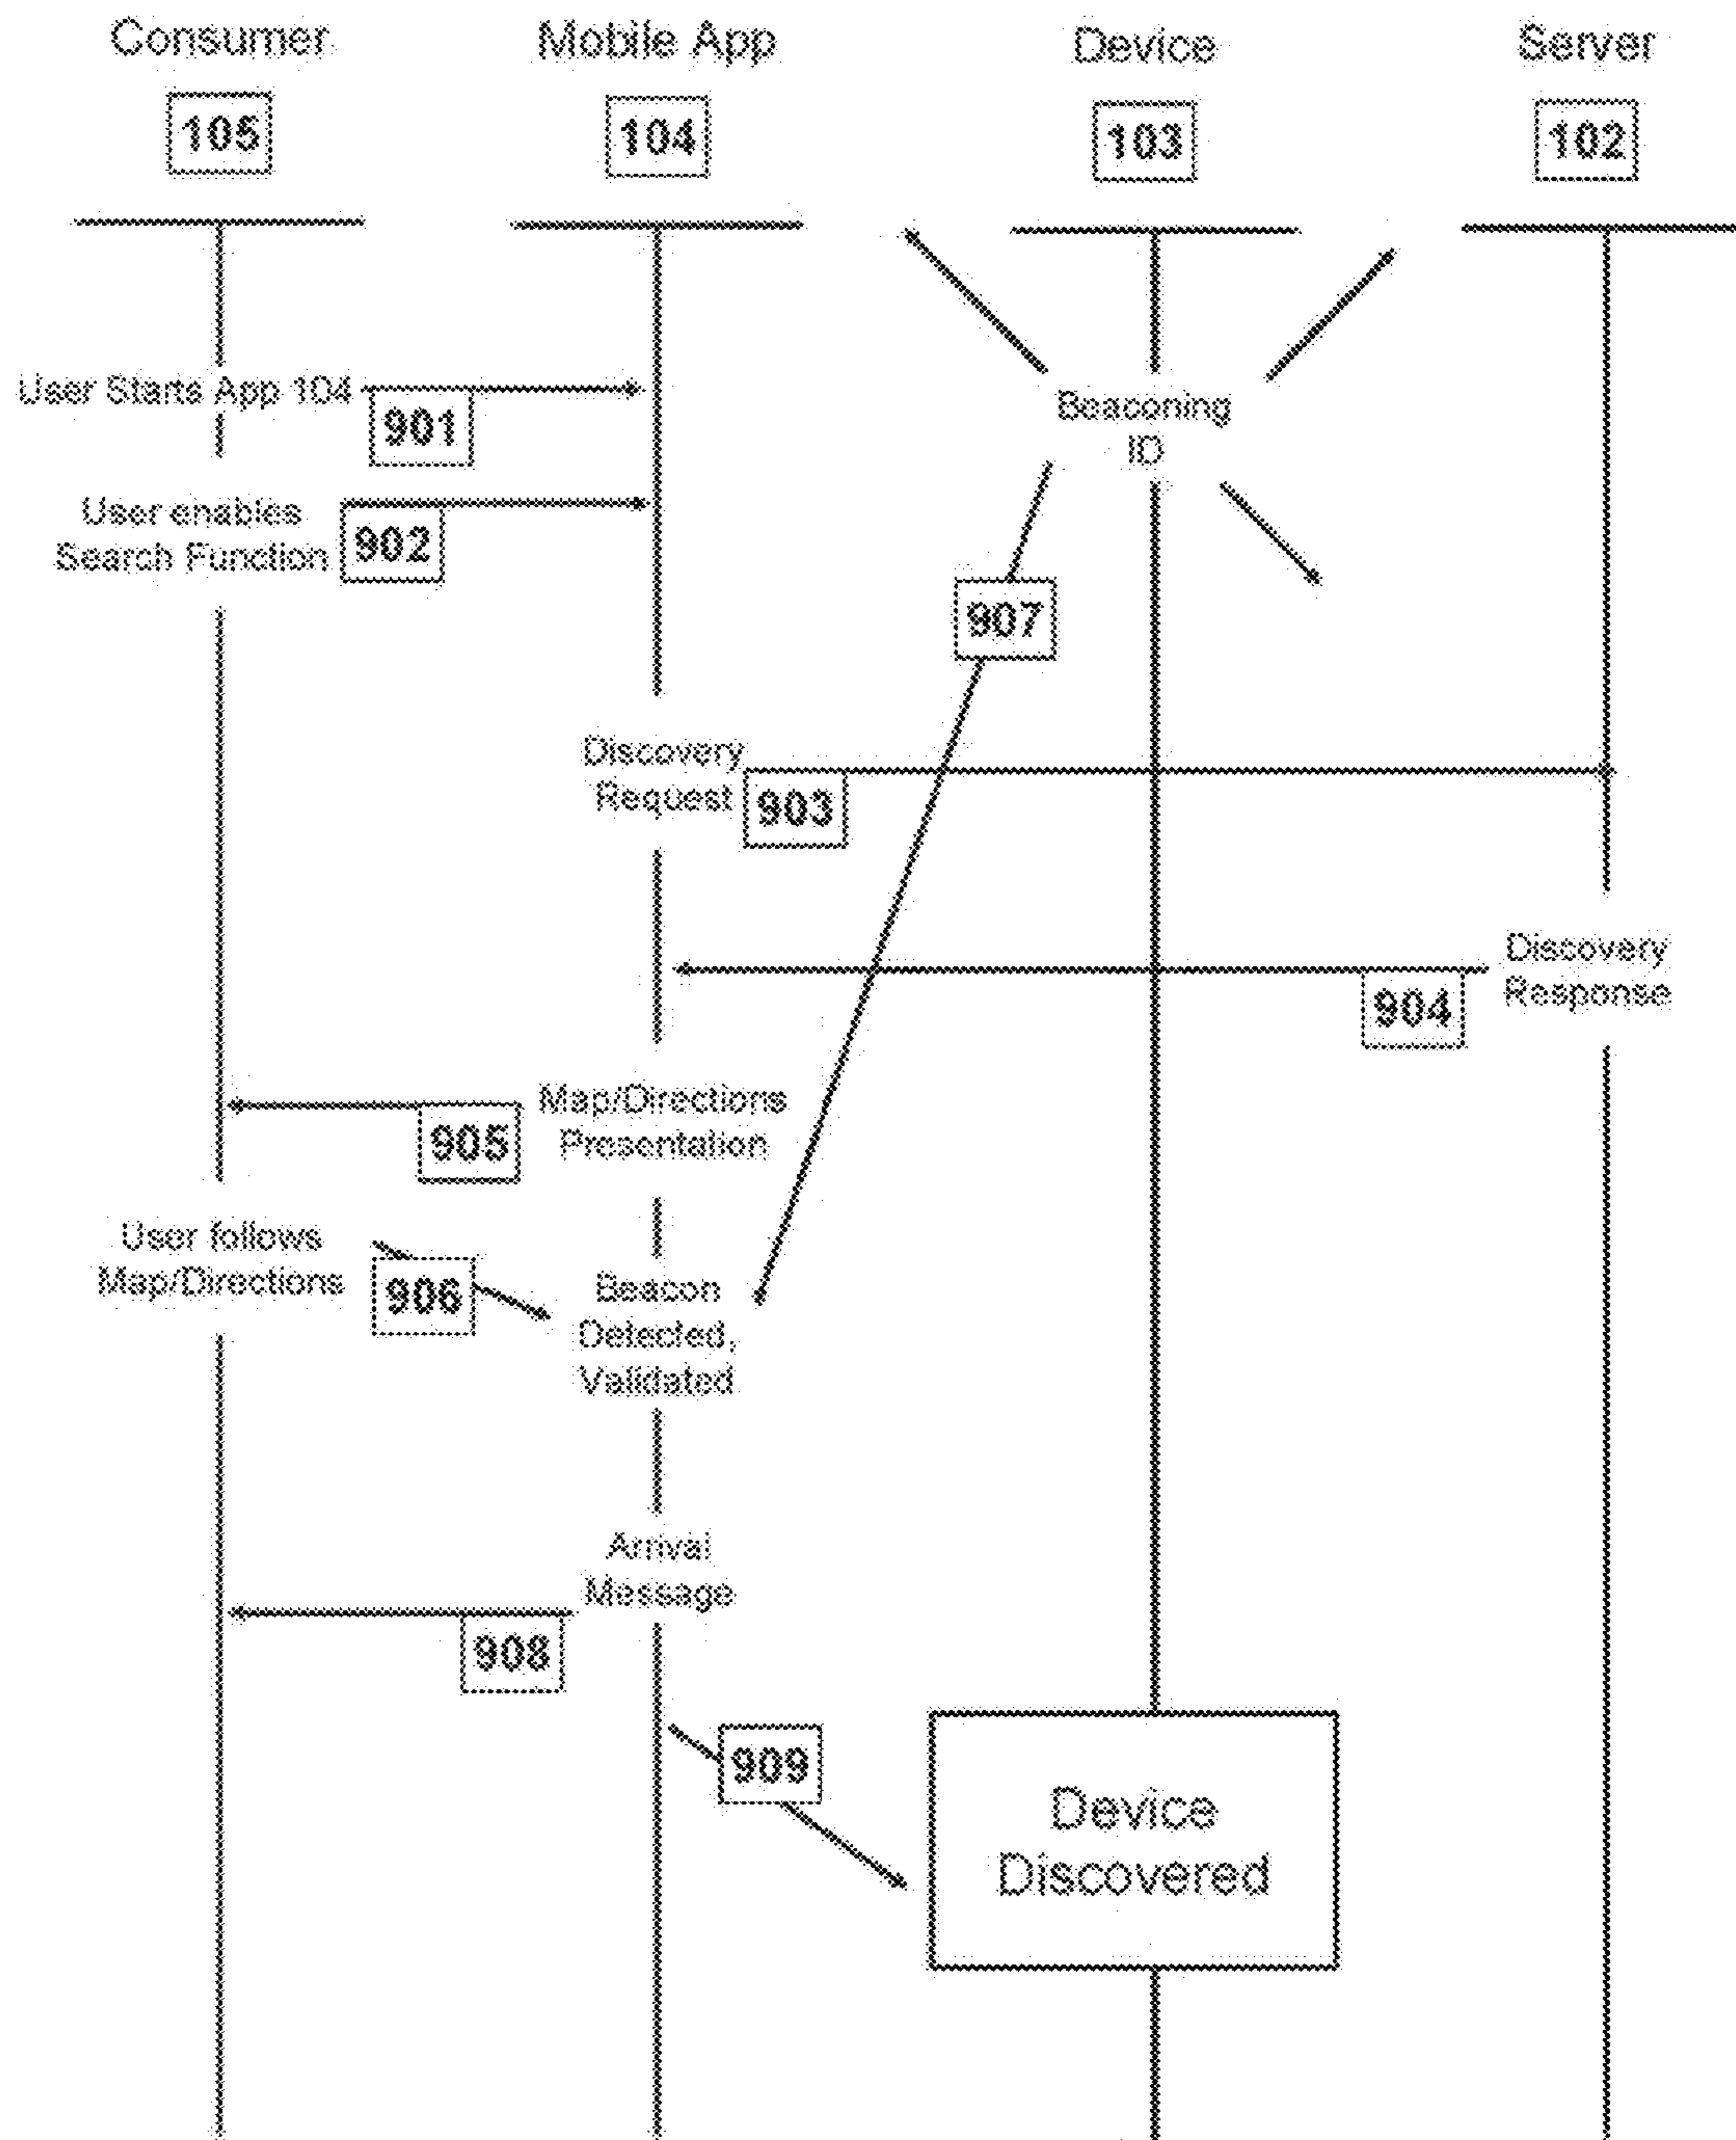 Consumer
Mobile App
Device
Server
105
104
103
102
User Starts App 104
901
Beaconing
ID
User enables
Search Function
902
907
Discovery
Request
903
Discovery
Response
904
Map/Directions
Presentation
905
User follows
Map/Directions
906
Beacon
Detected,
Validated
Arrival
Message
908
909
Device
Discovered